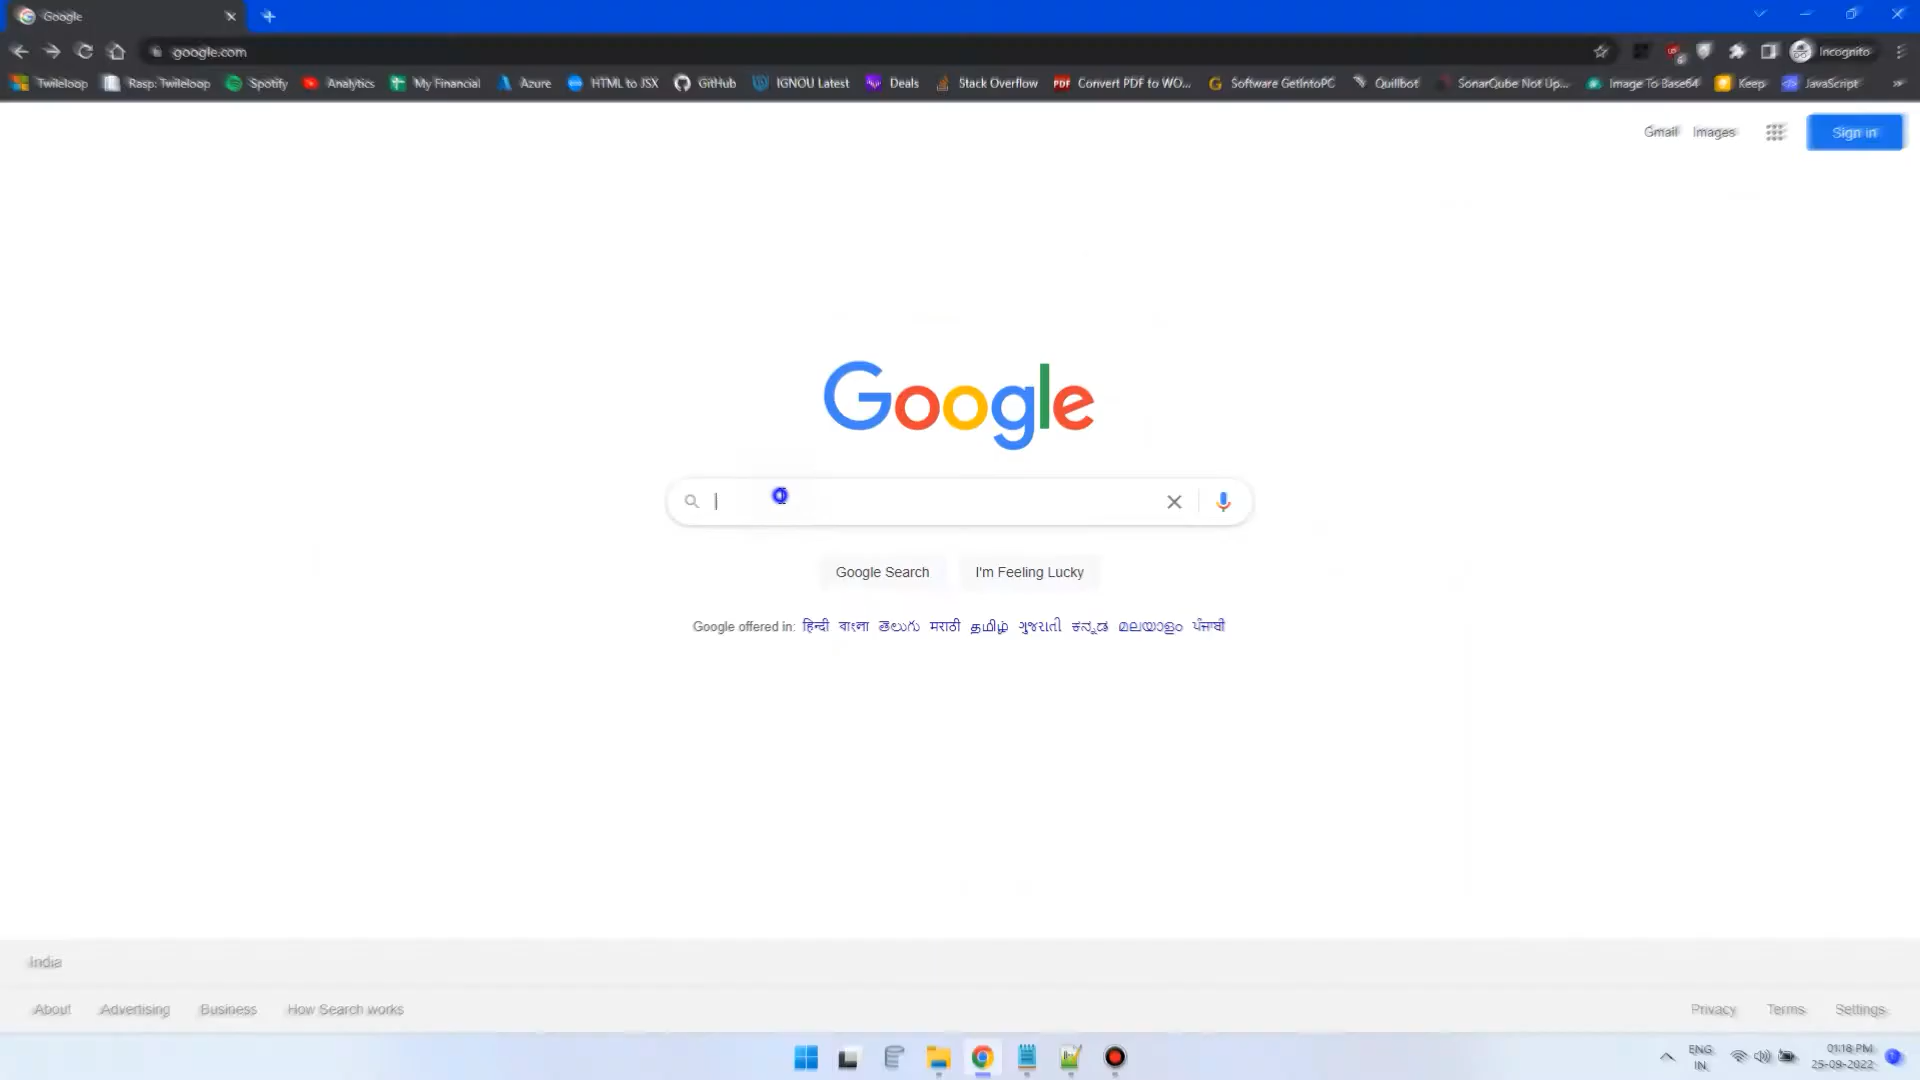 Google
google.com
Incognito
Twileloop Rasp: Twileloop Spotify Analytics My Financial Azure HTML to JSX GitHub IGNOU Latest Deals Stack Overflow Convert PDF to WO... Software GetIntoPC Quillbot SonarQube Not Up... Image To Base64 Keep JavaScript
Gmail Images Sign in
Google
Google Search I'm Feeling Lucky
Google offered in: हिन्दी বাংলা తెలుగు मराठी தமிழ் ગુજરાતી ಕನ್ನಡ മലയാളം ਪੰਜਾਬੀ
India
About Advertising Business How Search works Privacy Terms Settings
ENG 01:18 PM
IN 25-09-2022